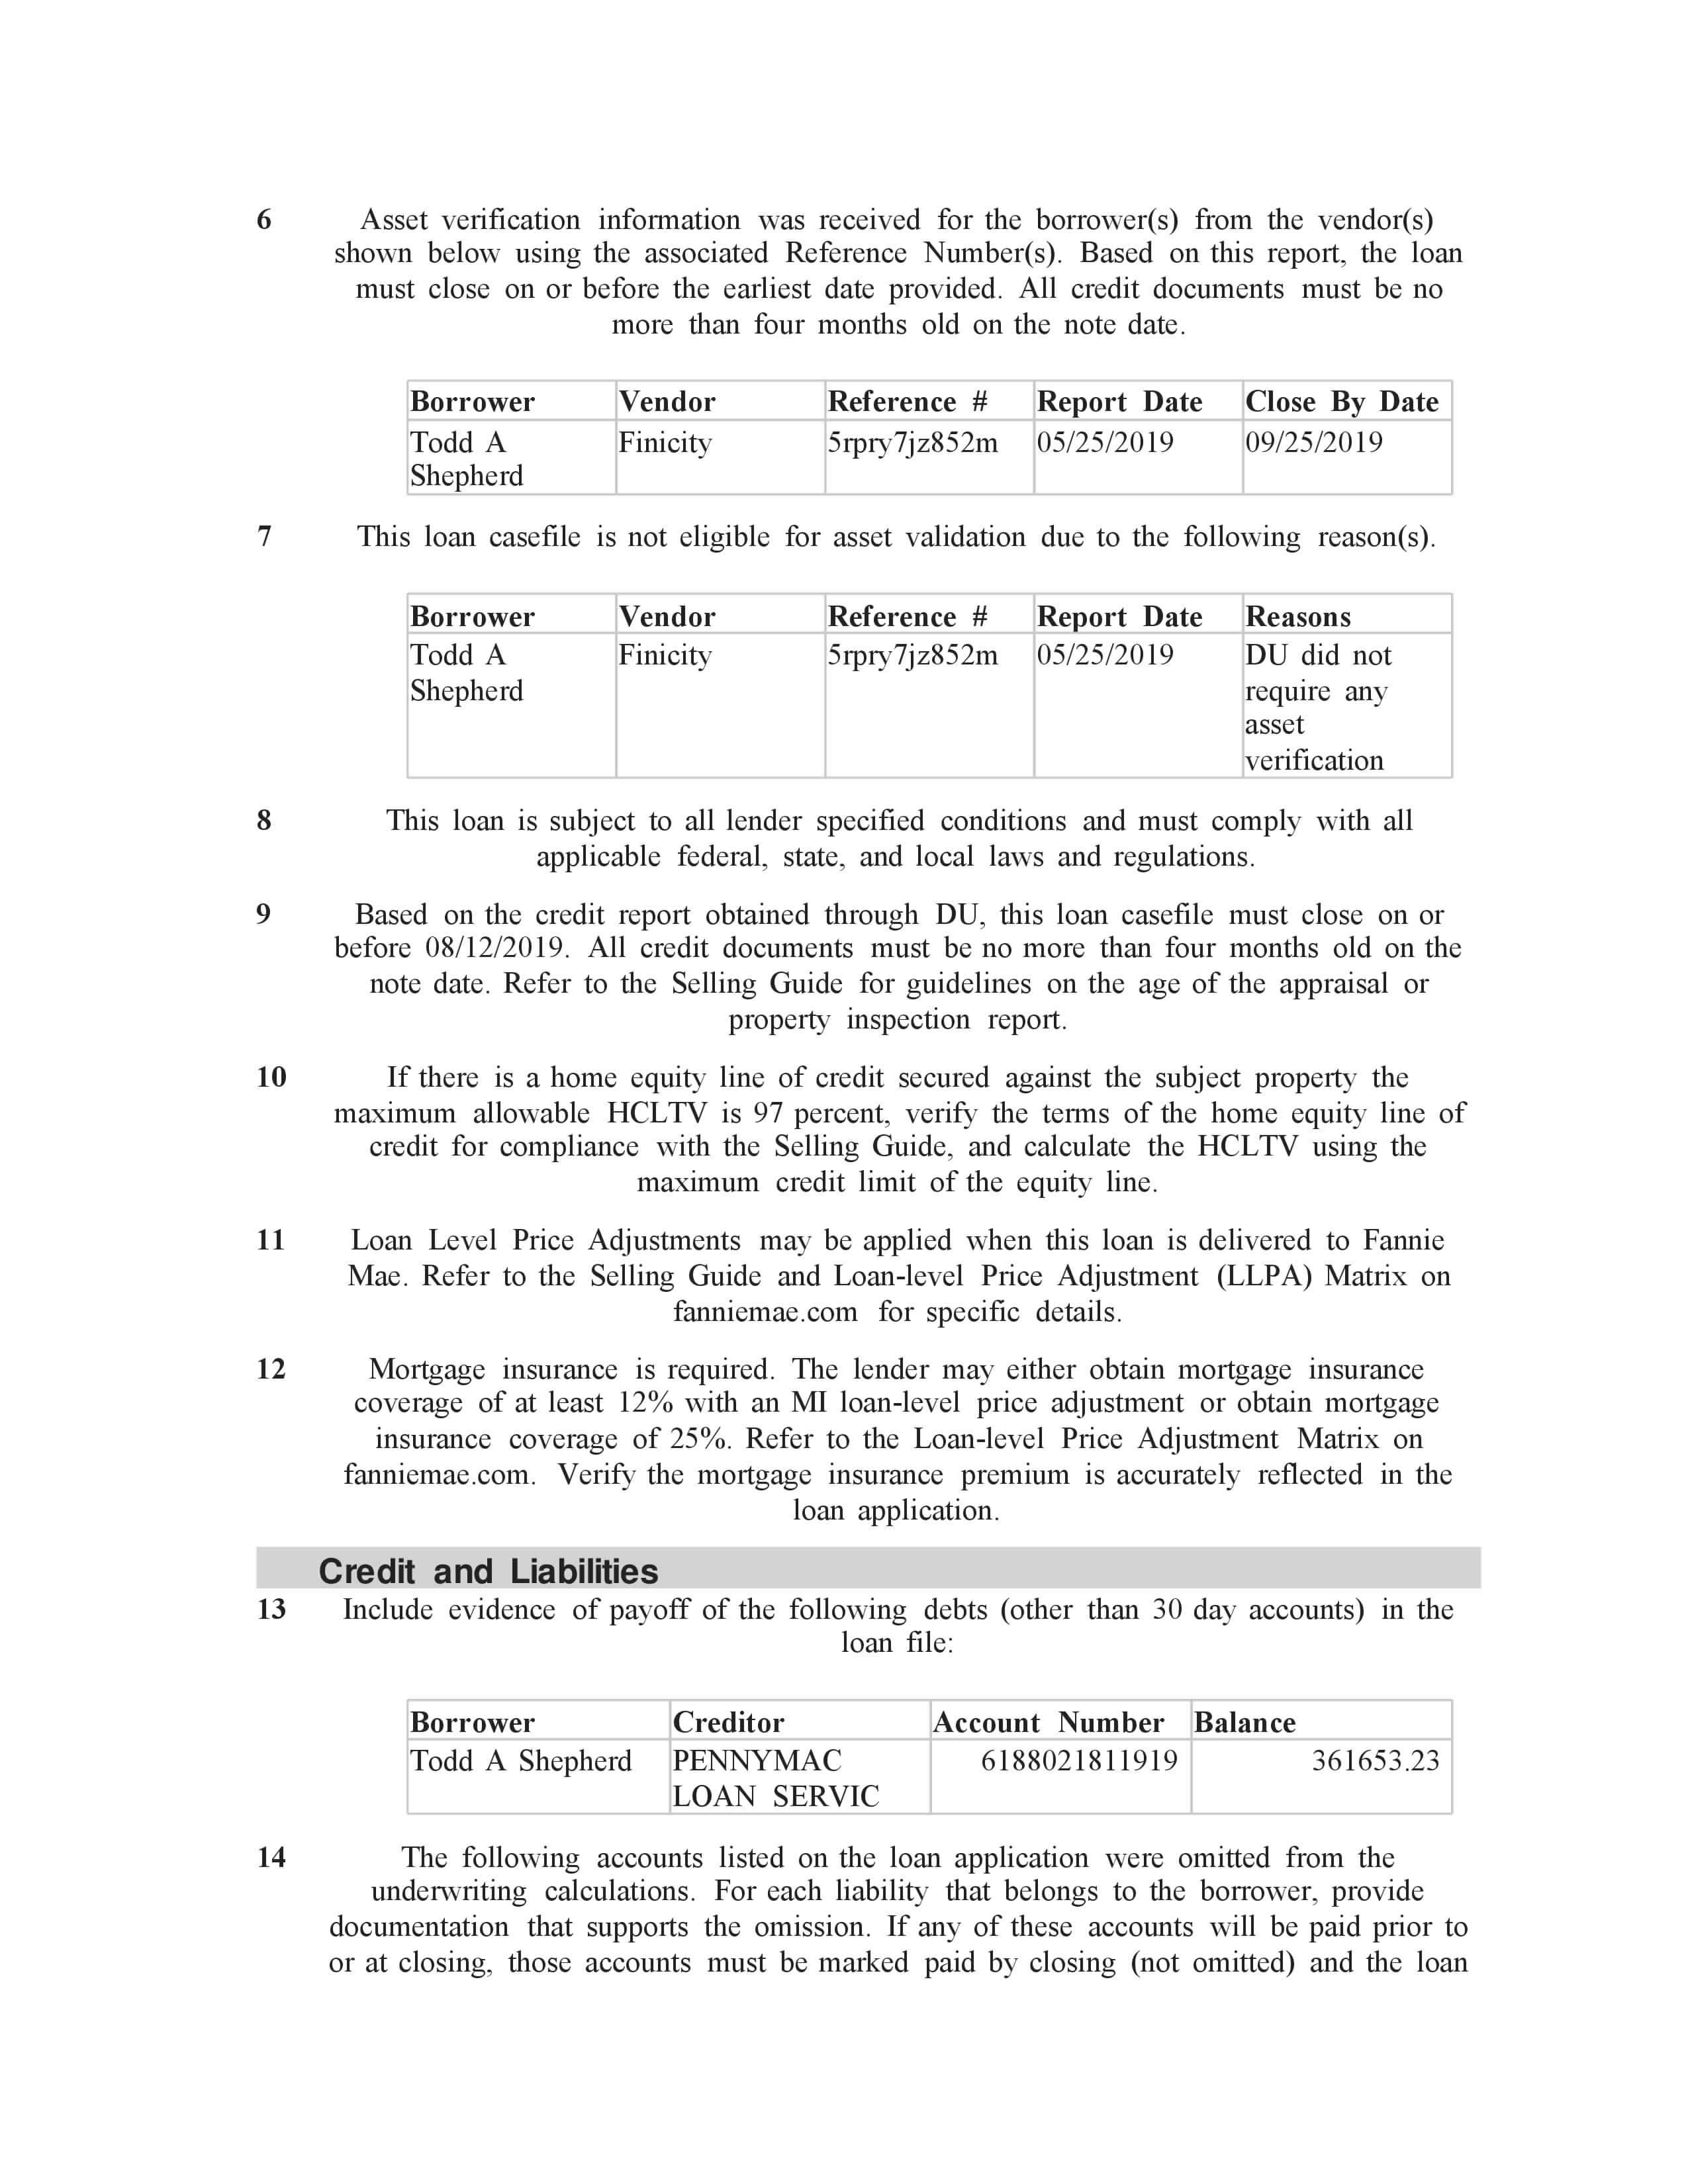 6 Asset verification information was received for the borrower(s) from the vendor(s)
shown below using the associated Reference Number(s). Based on this report, the loan
must close on or before the earliest date provided. All credit documents must be no
more than four months old on the note date.
Borrower Vendor Reference # Report Date Close By Date
Todd A Finicity 5rpry7jz852m 05/25/2019 09/25/2019
Shepherd
7 This loan casefile is not eligible for asset validation due to the following reason(s).
Borrower Vendor Reference # Report Date Reasons
Todd A Finicity 5rpry7jz852m 05/25/2019 DU did not
Shepherd require any
asset
verification
8 This loan is subject to all lender specified conditions and must comply with all
applicable federal, state, and local laws and regulations.
9 Based on the credit report obtained through DU, this loan casefile must close on or
before 08/12/2019. All credit documents must be no more than four months old on the
note date. Refer to the Selling Guide for guidelines on the age of the appraisal or
property inspection report.
10 If there is a home equity line of credit secured against the subject property the
maximum allowable HCLTV is 97 percent, verify the terms of the home equity line of
credit for compliance with the Selling Guide, and calculate the HCLTV using the
maximum credit limit of the equity line.
11 Loan Level Price Adjustments may be applied when this loan is delivered to Fannie
Mae. Refer to the Selling Guide and Loan-level Price Adjustment (LLPA) Matrix on
fanniemae.com for specific details.
12 Mortgage insurance is required. The lender may either obtain mortgage insurance
coverage of at least 12% with an MI loan-level price adjustment or obtain mortgage
insurance coverage of 25%. Refer to the Loan-level Price Adjustment Matrix on
fanniemae.com. Verify the mortgage insurance premium is accurately reflected in the
loan application.
Credit and Liabilities
13 Include evidence of payoff of the following debts (other than 30 day accounts) in the
loan file:
Borrower Creditor Account Number Balance
Todd A Shepherd PENNYMAC 6188021811919 361653.23
LOAN SERVIC
14 The following accounts listed on the loan application were omitted from the
underwriting calculations. For each liability that belongs to the borrower, provide
documentation that supports the omission. If any of these accounts will be paid prior to
or at closing, those accounts must be marked paid by closing (not omitted) and the loan